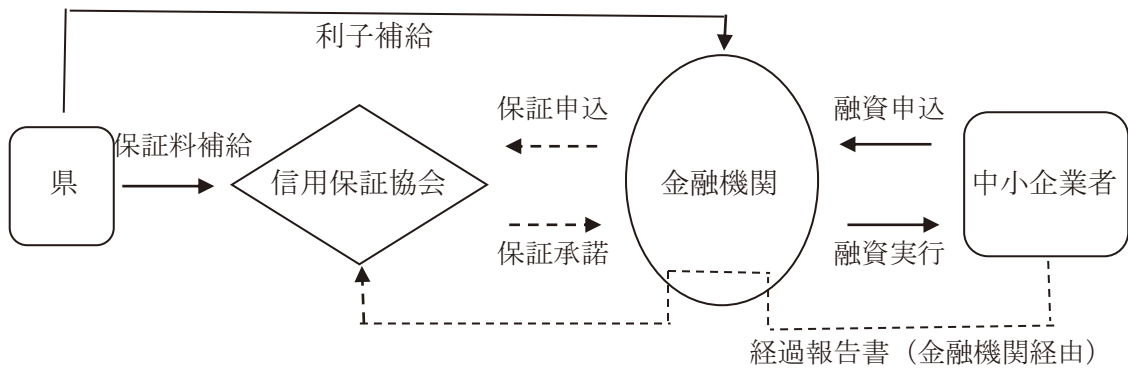 利子補給
保証申込
融資申込
保証料補給
県
信用保証協会
金融機関
中小企業者
保証承諾
融資実行
経過報告書（金融機関経由）